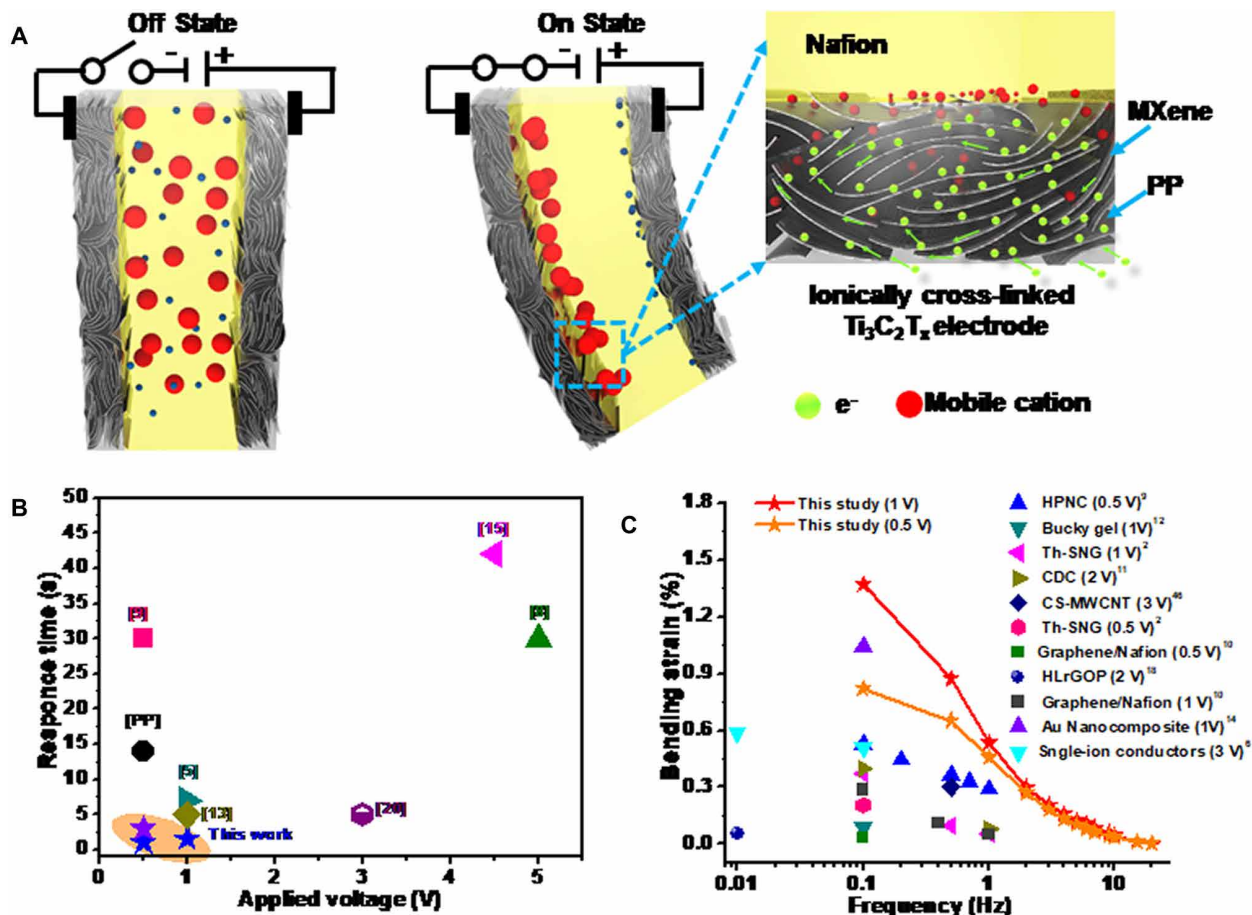 A
Off State
- +
On State
- +
Nafion
MXene
PP
Ionically cross-linked
Ti₃C₂Tₓ electrode
e⁻
Mobile cation
B
Responce time (s)
50
45
40
35
30
25
20
15
10
5
0
[15]
[PP]
[5]
[13]
[20]
This work
0 1 2 3 4 5
Applied voltage (V)
C
Bending strain (%)
1.8
1.5
1.2
0.9
0.6
0.3
0.0
This study (1 V)
This study (0.5 V)
HPNC (0.5 V)⁹
Bucky gel (1V)¹²
Th-SNG (1 V)²
CDC (2 V)¹¹
CS-MWCNT (3 V)⁴⁶
Th-SNG (0.5 V)²
Graphene/Nafion (0.5 V)¹⁰
HLrGOP (2 V)¹⁸
Graphene/Nafion (1 V)¹⁰
Au Nanocomposite (1V)¹⁴
Sngle-ion conductors (3 V)⁶
0.01 0.1 1 10
Frequency (Hz)